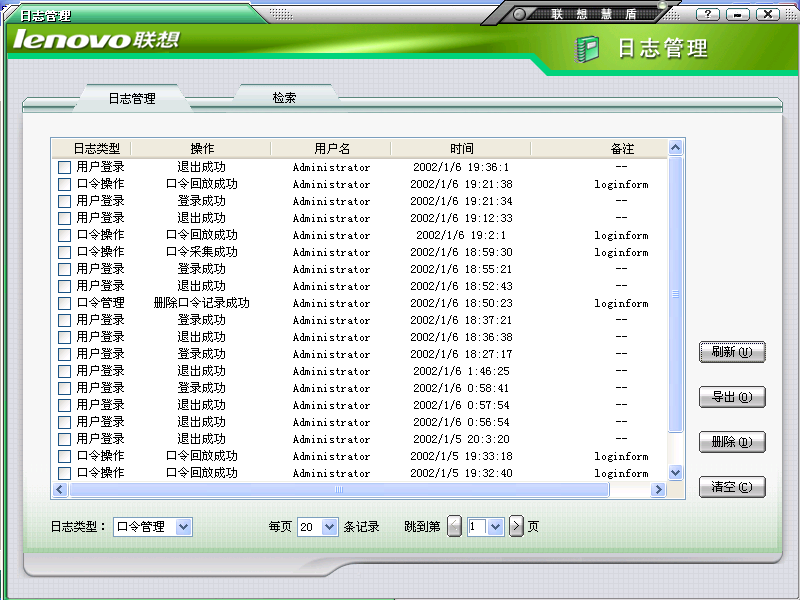 日志管理
联想慧盾
lenovo联想
日志管理
日志管理 检索
日志类型 操作 用户名 时间 备注
用户登录 退出成功 Administrator 2002/1/6 19:36:1 --
口令操作 口令回放成功 Administrator 2002/1/6 19:21:38 loginform
用户登录 登录成功 Administrator 2002/1/6 19:21:34 --
用户登录 退出成功 Administrator 2002/1/6 19:12:33 --
口令操作 口令回放成功 Administrator 2002/1/6 19:2:1 loginform
口令操作 口令采集成功 Administrator 2002/1/6 18:59:30 loginform
用户登录 登录成功 Administrator 2002/1/6 18:55:21 --
用户登录 退出成功 Administrator 2002/1/6 18:52:43 --
口令管理 删除口令记录成功 Administrator 2002/1/6 18:50:23 loginform
用户登录 登录成功 Administrator 2002/1/6 18:37:21 --
用户登录 退出成功 Administrator 2002/1/6 18:36:38 --
用户登录 登录成功 Administrator 2002/1/6 18:27:17 --
用户登录 退出成功 Administrator 2002/1/6 1:46:25 --
用户登录 登录成功 Administrator 2002/1/6 0:58:41 --
用户登录 退出成功 Administrator 2002/1/6 0:57:54 --
用户登录 退出成功 Administrator 2002/1/6 0:56:54 --
用户登录 退出成功 Administrator 2002/1/5 20:3:20 --
口令操作 口令回放成功 Administrator 2002/1/5 19:33:18 loginform
口令操作 口令回放成功 Administrator 2002/1/5 19:32:40 loginform
刷新(U)
导出(O)
删除(D)
清空(C)
日志类型： 口令管理 每页 20 条记录 跳到第 < 1 > 页